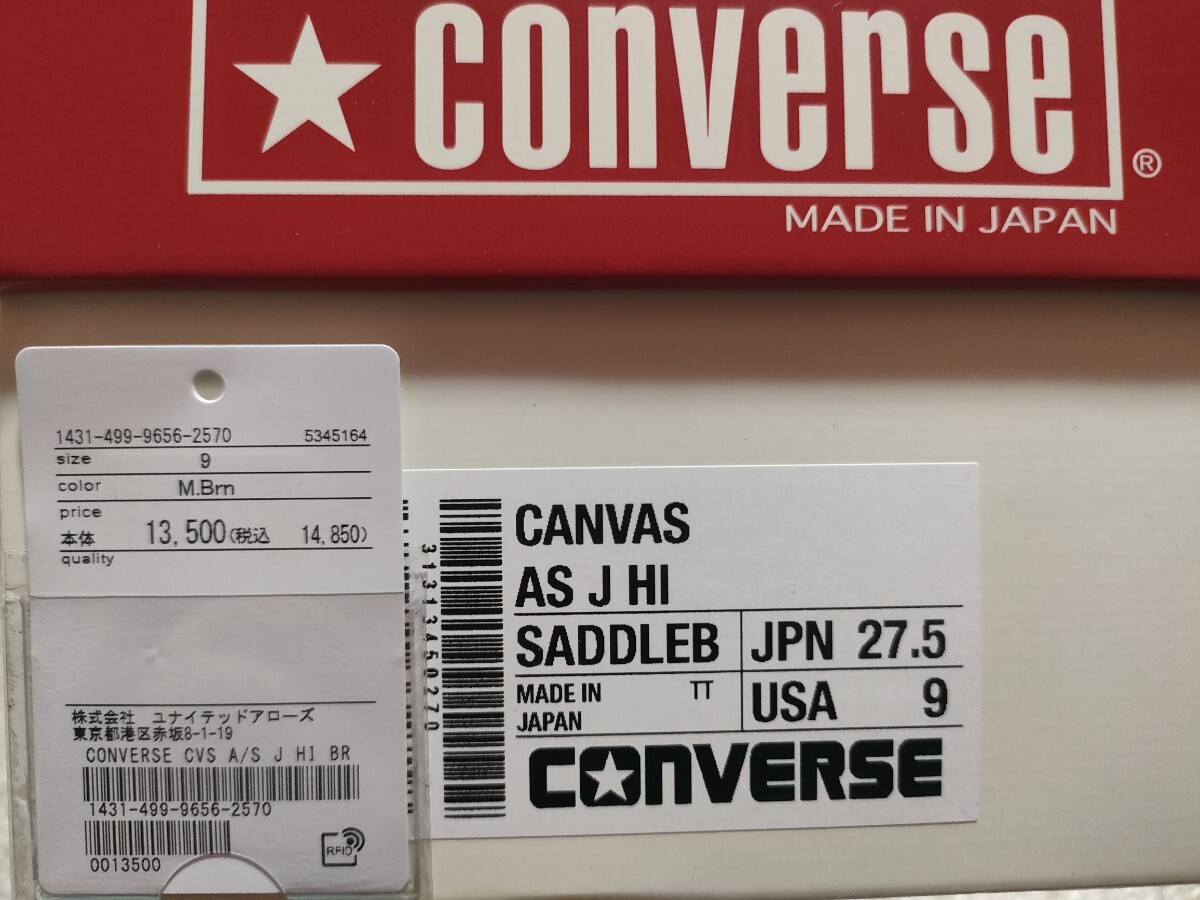 CONVERSE ®
MADE IN JAPAN
1431-499-9656-2570 5345164
size 9
color M.Brn
price
本体 13,500(税込 14,850)
quality
株式会社 ユナイテッドアローズ
東京都港区赤坂8-1-19
CONVERSE CVS A/S J HI BR
1431-499-9656-2570
0013500
RFID
CANVAS
AS J HI
SADDLEB JPN 27.5
MADE IN JAPAN TT USA 9
CONVERSE